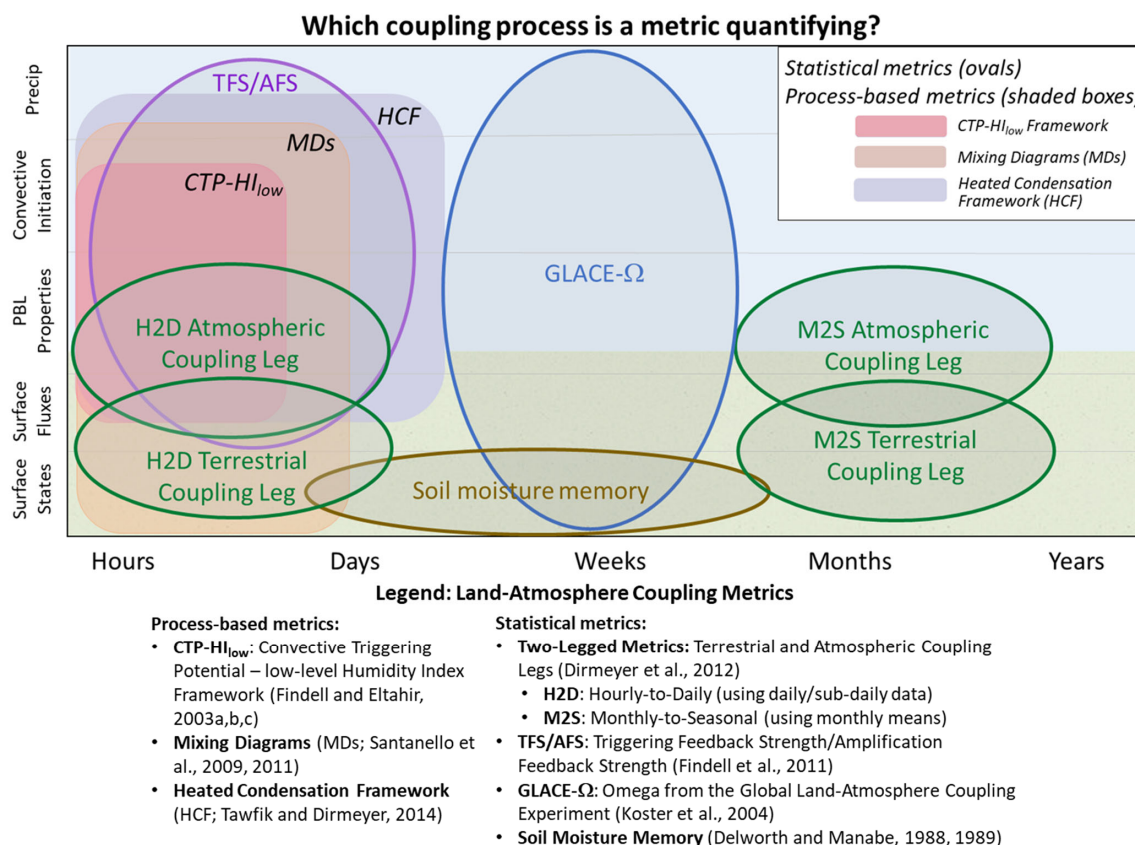 Which coupling process is a metric quantifying?
Precip
Convective
Initiation
PBL
Properties
Surface
Fluxes
Surface
States
TFS/AFS
HCF
MDs
CTP-HIlow
GLACE-Ω
H2D Atmospheric
Coupling Leg
H2D Terrestrial
Coupling Leg
Soil moisture memory
M2S Atmospheric
Coupling Leg
M2S Terrestrial
Coupling Leg
Statistical metrics (ovals)
Process-based metrics (shaded boxes)
CTP-HIlow Framework
Mixing Diagrams (MDs)
Heated Condensation
Framework (HCF)
Hours Days Weeks Months Years
Legend: Land-Atmosphere Coupling Metrics
Process-based metrics:
• CTP-HIlow: Convective Triggering
Potential – low-level Humidity Index
Framework (Findell and Eltahir,
2003a,b,c)
• Mixing Diagrams (MDs; Santanello et
al., 2009, 2011)
• Heated Condensation Framework
(HCF; Tawfik and Dirmeyer, 2014)
Statistical metrics:
• Two-Legged Metrics: Terrestrial and Atmospheric Coupling
Legs (Dirmeyer et al., 2012)
• H2D: Hourly-to-Daily (using daily/sub-daily data)
• M2S: Monthly-to-Seasonal (using monthly means)
• TFS/AFS: Triggering Feedback Strength/Amplification
Feedback Strength (Findell et al., 2011)
• GLACE-Ω: Omega from the Global Land-Atmosphere Coupling
Experiment (Koster et al., 2004)
• Soil Moisture Memory (Delworth and Manabe, 1988, 1989)